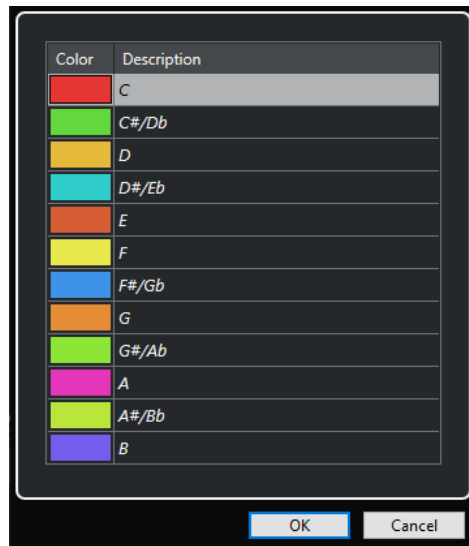 Color Description
C
C#/Db
D
D#/Eb
E
F
F#/Gb
G
G#/Ab
A
A#/Bb
B
OK Cancel